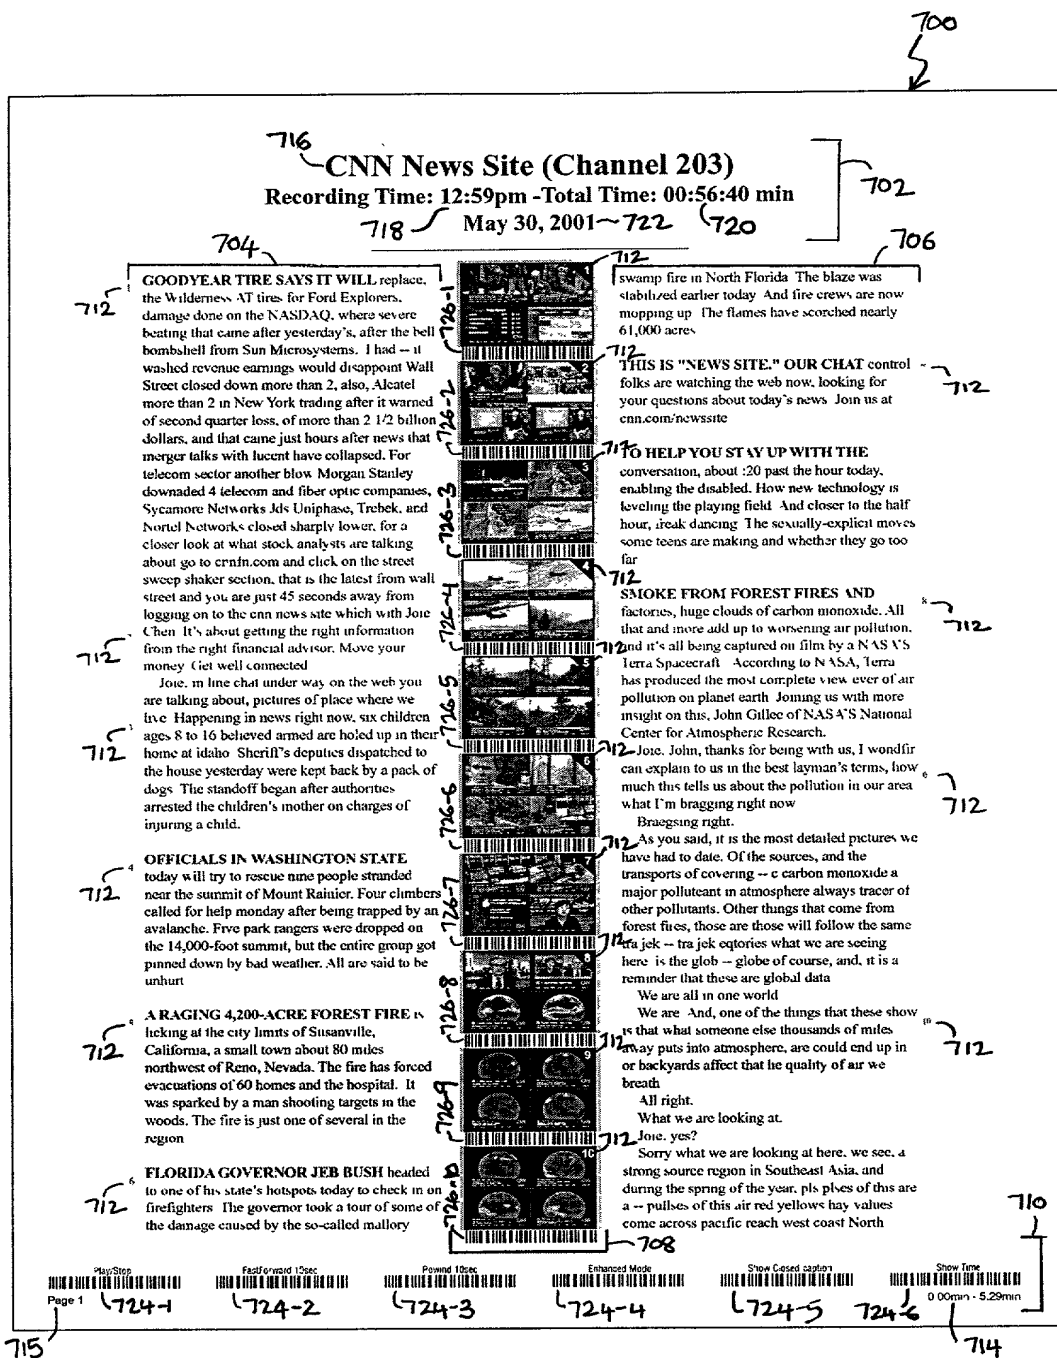 700
716
CNN News Site (Channel 203)
702
Recording Time: 12:59pm -Total Time: 00:56:40 min
718
May 30, 2001
722
720
704
706
712
GOODYEAR TIRE SAYS IT WILL replace,
the Wilderness AT tires for Ford Explorers,
damage done on the NASDAQ, where severe
beating that came after yesterday's, after the bell
bombshell from Sun Microsystems. I had -- it
washed revenue earnings would disappoint Wall
Street closed down more than 2, also, Alcatel
more than 2 in New York trading after it warned
of second quarter loss, of more than 2 1/2 billion
dollars, and that came just hours after news that
merger talks with lucent have collapsed. For
telecom sector another blow Morgan Stanley
downaded 4 telecom and fiber optic companies,
Sycamore Networks Jds Uniphase, Trebek, and
Nortel Networks closed sharply lower, for a
closer look at what stock analysts are talking
about go to cnnfn.com and click on the street
sweep shaker section, that is the latest from wall
street and you are just 45 seconds away from
logging on to the cnn news site which with Joie
Chen It's about getting the right information
712
from the right financial advisor. Move your
money Get well connected
Joie, in line chat under way on the web you
are talking about, pictures of place where we
live Happening in news right now, six children
3
712
ages 8 to 16 believed armed are holed up in their
home at idaho Sheriff's deputies dispatched to
the house yesterday were kept back by a pack of
dogs The standoff began after authorities
arrested the children's mother on charges of
injuring a child.
4
712
OFFICIALS IN WASHINGTON STATE
today will try to rescue nine people stranded
near the summit of Mount Rainier. Four climbers
called for help monday after being trapped by an
avalanche. Five park rangers were dropped on
the 14,000-foot summit, but the entire group got
pinned down by bad weather. All are said to be
unhurt
712
A RAGING 4,200-ACRE FOREST FIRE is
licking at the city limits of Susanville,
California, a small town about 80 miles
northwest of Reno, Nevada. The fire has forced
evacuations of 60 homes and the hospital. It
was sparked by a man shooting targets in the
woods. The fire is just one of several in the
region
6
712
FLORIDA GOVERNOR JEB BUSH headed
to one of his state's hotspots today to check in on
firefighters The governor took a tour of some of
the damage caused by the so-called mallory
726-1
1
712
726-2
2
712
726-3
3
712
726-4
4
712
726-5
5
712
726-6
6
712
726-7
7
712
726-8
8
712
726-9
9
712
726-10
10
712
708
swamp fire in North Florida The blaze was
stabilized earlier today And fire crews are now
mopping up The flames have scorched nearly
61,000 acres
THIS IS "NEWS SITE." OUR CHAT control
712
folks are watching the web now, looking for
your questions about today's news Join us at
cnn.com/newssite
TO HELP YOU STAY UP WITH THE
conversation, about :20 past the hour today,
enabling the disabled. How new technology is
leveling the playing field And closer to the half
hour, freak dancing The sexually-explicit moves
some teens are making and whether they go too
far
SMOKE FROM FOREST FIRES AND
8
712
factories, huge clouds of carbon monoxide. All
that and more add up to worsening air pollution,
and it's all being captured on film by a NASA'S
Terra Spacecraft According to NASA, Terra
has produced the most complete view ever of air
pollution on planet earth Joining us with more
insight on this, John Gillee of NASA'S National
Center for Atmospheric Research.
Joie. John, thanks for being with us, I wondfir
can explain to us in the best layman's terms, how
9
712
much this tells us about the pollution in our area
what I'm bragging right now
Braegsing right.
As you said, it is the most detailed pictures we
have had to date. Of the sources, and the
transports of covering -- c carbon monoxide a
major polluteant in atmosphere always tracer of
other pollutants. Other things that come from
forest fires, those are those will follow the same
tra jek -- tra jek eqtories what we are seeing
here is the glob -- globe of course, and, it is a
reminder that these are global data
We are all in one world
We are And, one of the things that these show
10
712
is that what someone else thousands of miles
away puts into atmosphere, are could end up in
or backyards affect that he quality of air we
breath
All right.
What we are looking at.
Joie, yes?
Sorry what we are looking at here, we see, a
strong source region in Southeast Asia, and
during the spring of the year, pls plses of this are
a -- pullses of this air red yellows hay values
come across pacific reach west coast North
710
Play/Stop
FastForward 10sec
Rewind 10sec
Enhanced Mode
Show Closed caption
Show Time
Page 1
724-1
724-2
724-3
724-4
724-5
724-6
0.00min - 5.29min
715
714